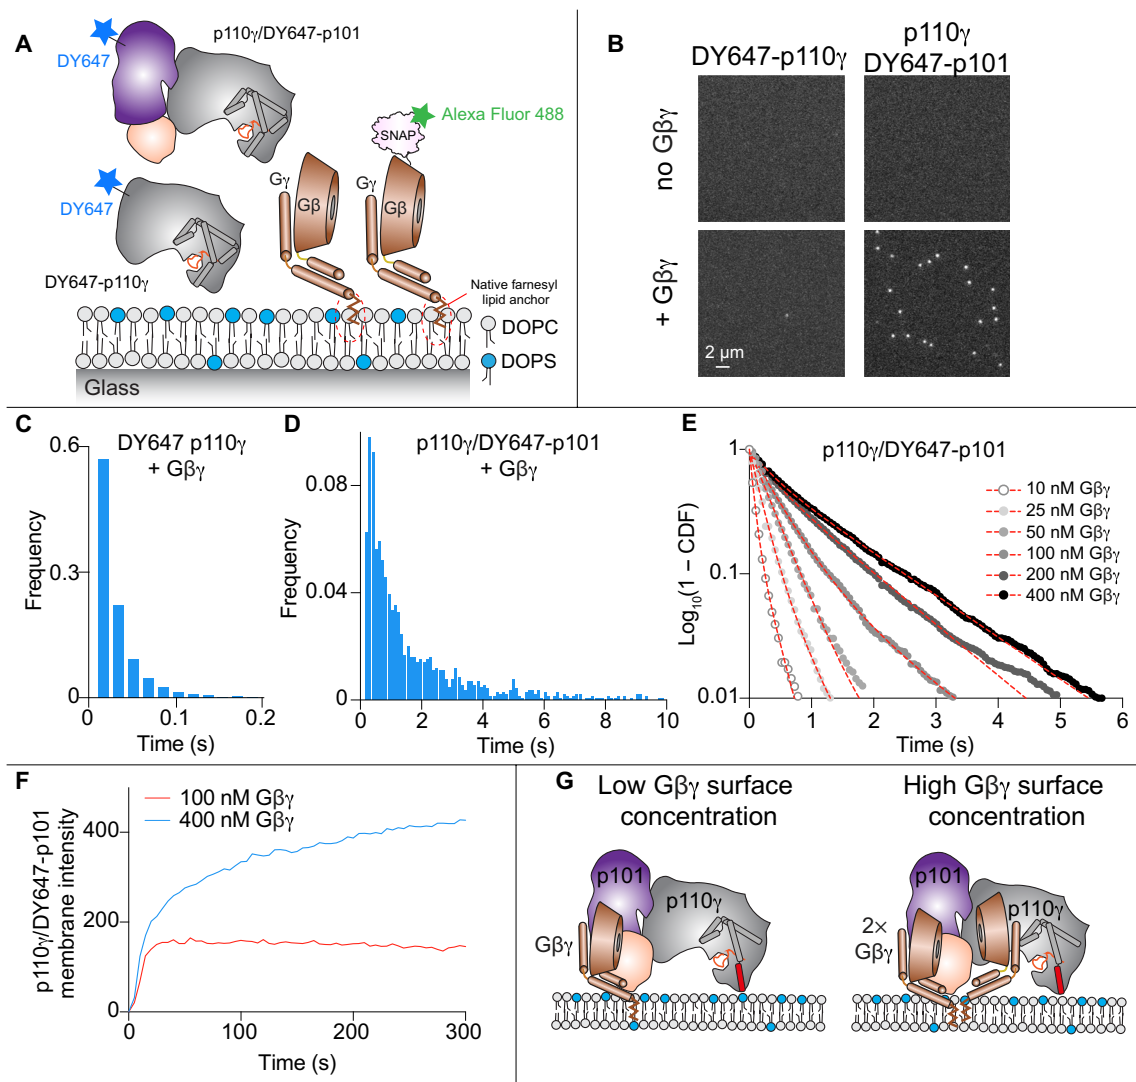 A
p110γ/DY647-p101
DY647
Alexa Fluor 488
SNAP
Gγ
Gβ
Gγ
Gβ
DY647
DY647-p110γ
Native farnesyl
lipid anchor
DOPC
DOPS
Glass
B
DY647-p110γ
p110γ
DY647-p101
no Gβγ
+ Gβγ
2 µm
C
DY647 p110γ
+ Gβγ
Frequency
0.6
0.3
0
0
0.1
0.2
Time (s)
D
p110γ/DY647-p101
+ Gβγ
Frequency
0.08
0.04
0
0
2
4
6
8
10
Time (s)
E
p110γ/DY647-p101
Log₁₀(1 − CDF)
1
0.1
0.01
10 nM Gβγ
25 nM Gβγ
50 nM Gβγ
100 nM Gβγ
200 nM Gβγ
400 nM Gβγ
0
1
2
3
4
5
6
Time (s)
F
100 nM Gβγ
400 nM Gβγ
p110γ/DY647-p101
membrane intensity
400
200
0
0
100
200
300
Time (s)
G
Low Gβγ surface
concentration
High Gβγ surface
concentration
p101
p110γ
Gβγ
p101
p110γ
2×
Gβγ